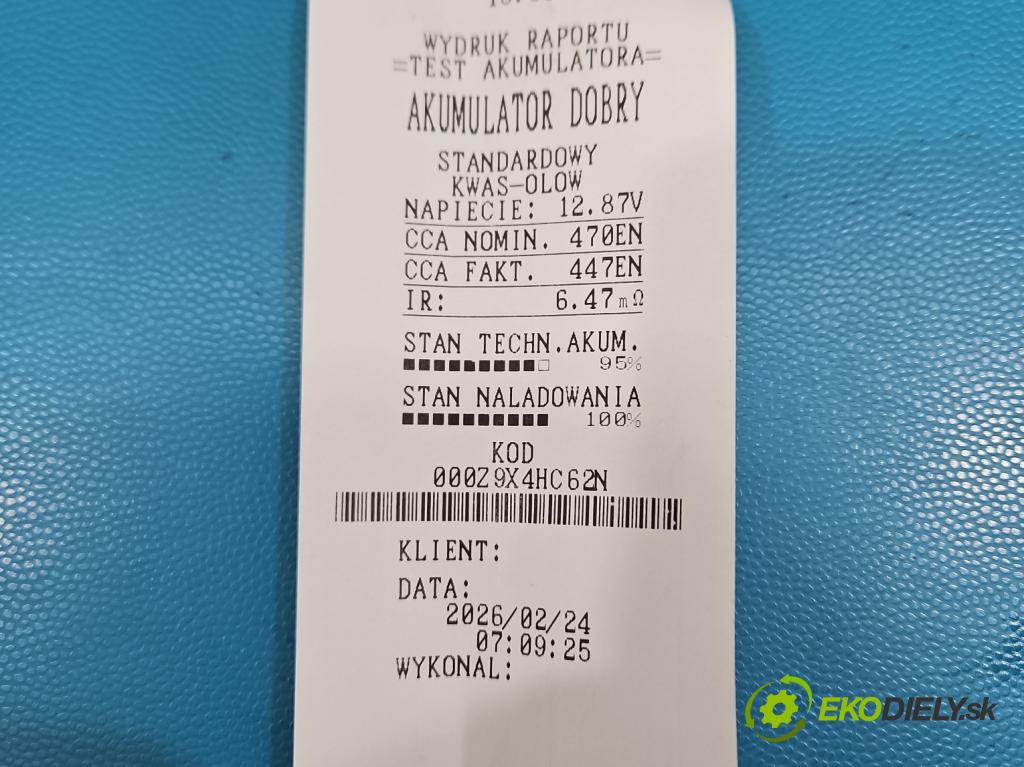 WYDRUK RAPORTU
=TEST AKUMULATORA=
AKUMULATOR DOBRY
STANDARDOWY
KWAS-OLOW
NAPIECIE: 12.87V
CCA NOMIN. 470EN
CCA FAKT. 447EN
IR: 6.47mΩ
STAN TECHN.AKUM.
95%
STAN NALADOWANIA
100%
KOD
000Z9X4HC62N
KLIENT:
DATA:
2026/02/24
07:09:25
WYKONAL:
EKODIELY.sk